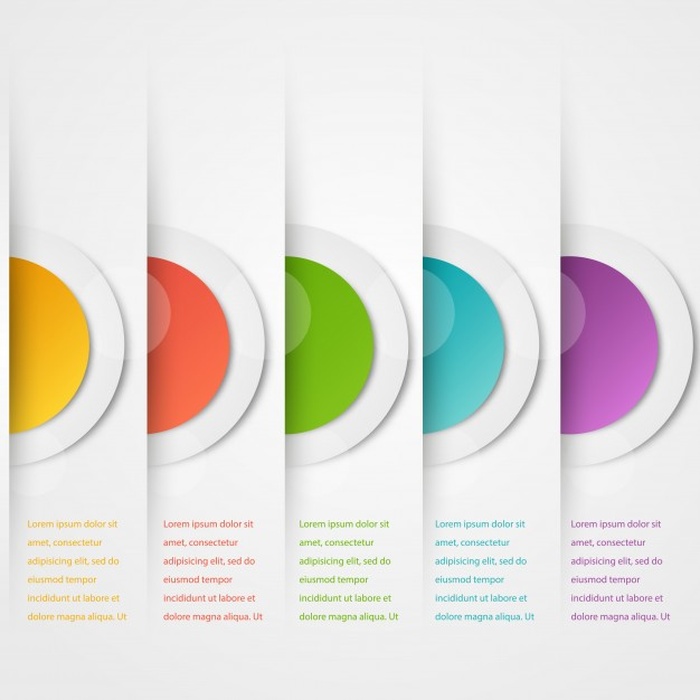 Lorem ipsum dolor sit
amet, consectetur
adipisicing elit, sed do
eiusmod tempor
incididunt ut labore et
dolore magna aliqua. Ut
Lorem ipsum dolor sit
amet, consectetur
adipisicing elit, sed do
eiusmod tempor
incididunt ut labore et
dolore magna aliqua. Ut
Lorem ipsum dolor sit
amet, consectetur
adipisicing elit, sed do
eiusmod tempor
incididunt ut labore et
dolore magna aliqua. Ut
Lorem ipsum dolor sit
amet, consectetur
adipisicing elit, sed do
eiusmod tempor
incididunt ut labore et
dolore magna aliqua. Ut
Lorem ipsum dolor sit
amet, consectetur
adipisicing elit, sed do
eiusmod tempor
incididunt ut labore et
dolore magna aliqua. Ut